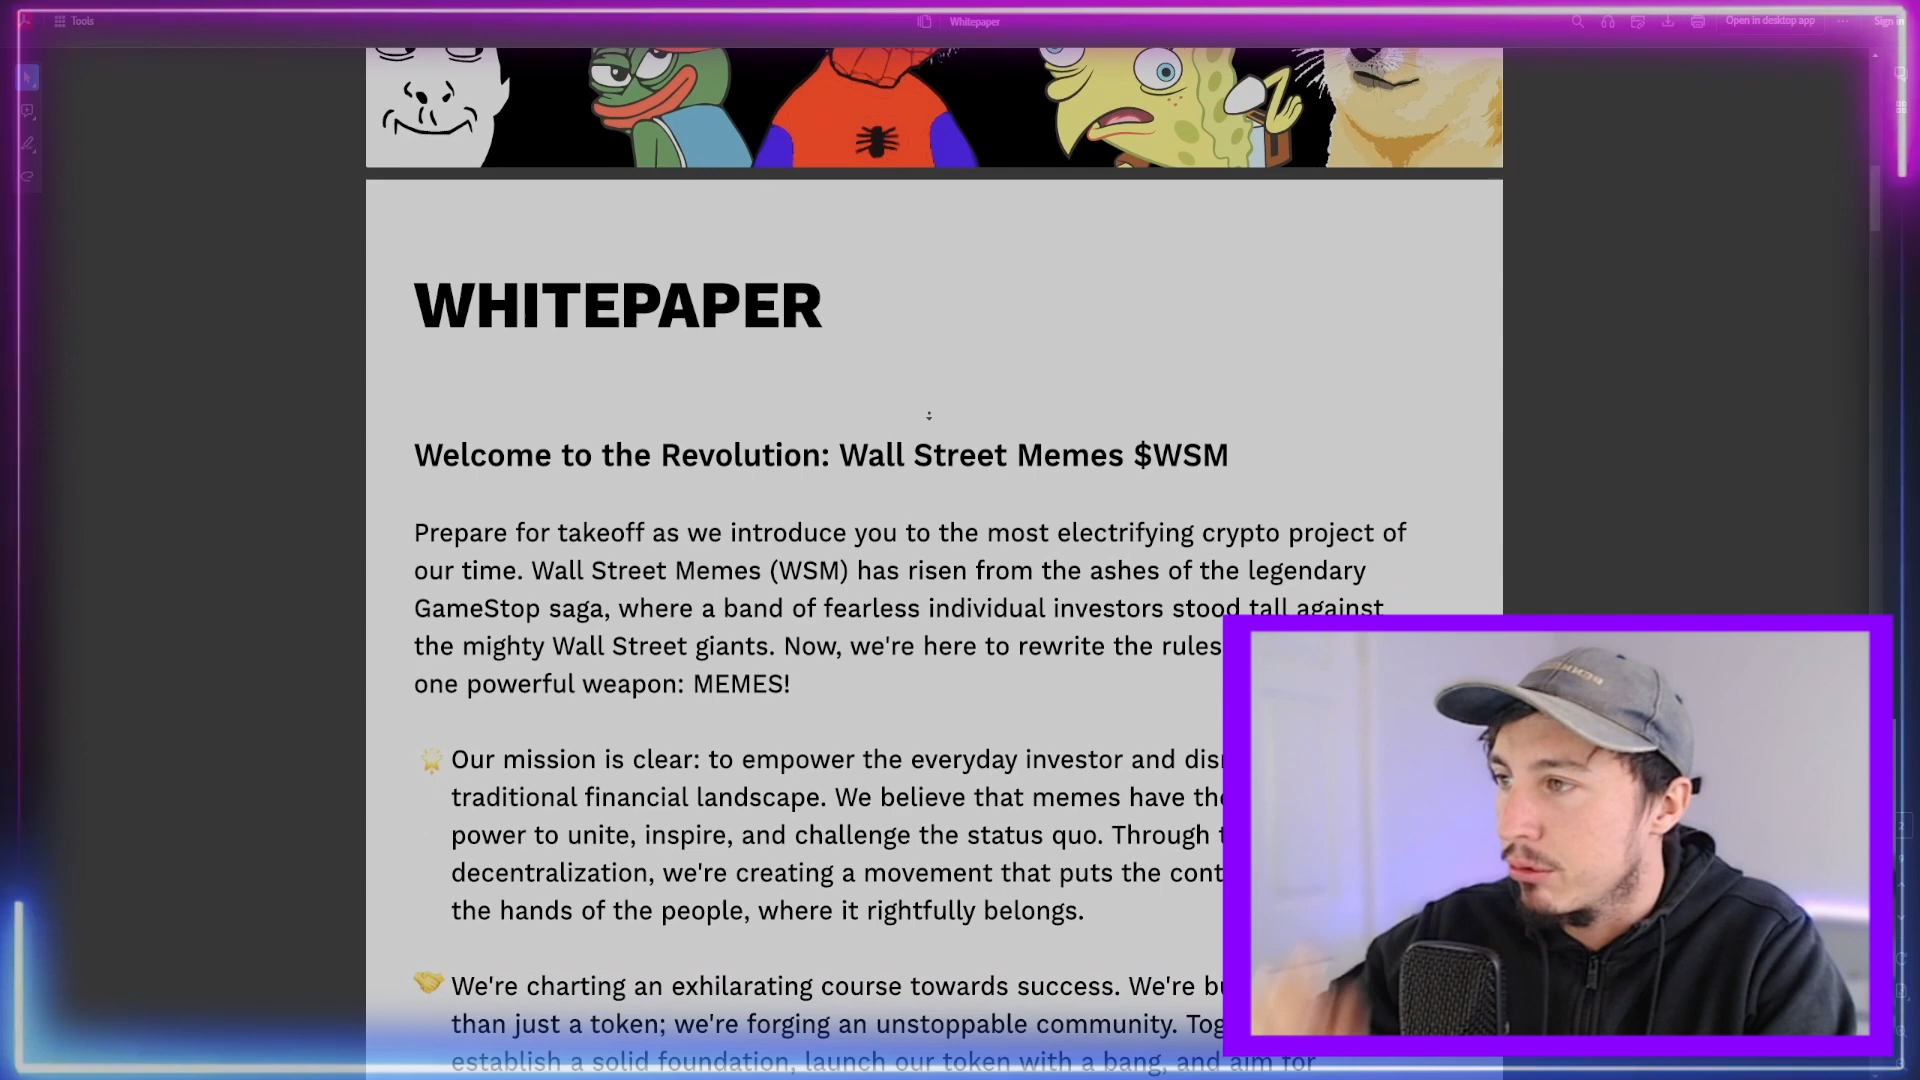 Tools
Whitepaper
Open in desktop app
Sign in
WHITEPAPER
Welcome to the Revolution: Wall Street Memes $WSM
Prepare for takeoff as we introduce you to the most electrifying crypto project of
our time. Wall Street Memes (WSM) has risen from the ashes of the legendary
GameStop saga, where a band of fearless individual investors stood tall against
the mighty Wall Street giants. Now, we're here to rewrite the rules
one powerful weapon: MEMES!
Our mission is clear: to empower the everyday investor and
traditional financial landscape. We believe that memes have
power to unite, inspire, and challenge the status quo. Through
decentralization, we're creating a movement that puts the
the hands of the people, where it rightfully belongs.
We're charting an exhilarating course towards success. We're
than just a token; we're forging an unstoppable community.
establish a solid foundation, launch our token with a bang, and aim for